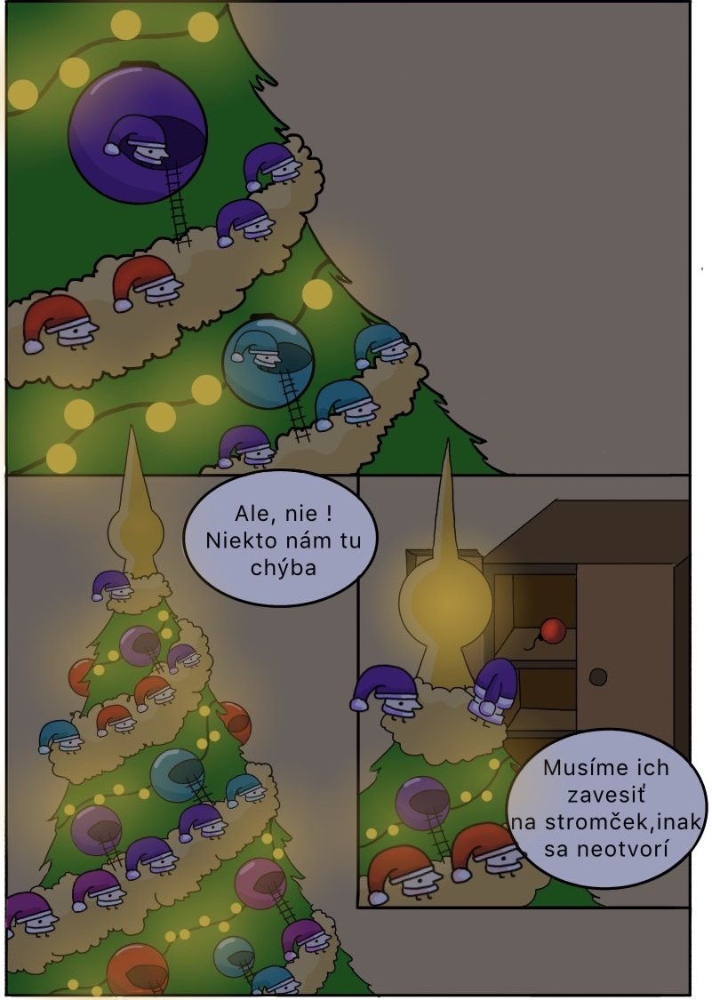 Ale, nie !
Niekto nám tu
chýba
Musíme ich
zavesiť
na stromček,inak
sa neotvorí